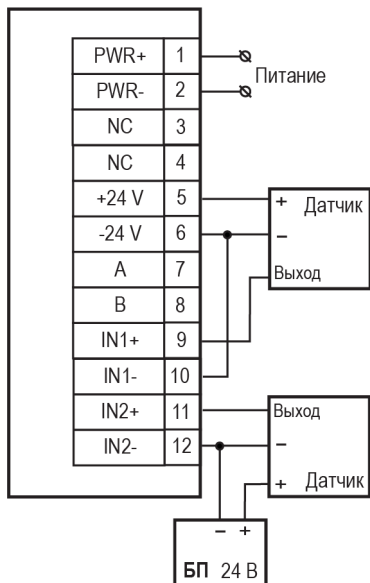 PWR+ 1
PWR- 2
Питание
NC 3
NC 4
+24 V 5
-24 V 6
A 7
B 8
IN1+ 9
IN1- 10
IN2+ 11
IN2- 12
+ Датчик
–
Выход
Выход
–
+ Датчик
– +
БП 24 В